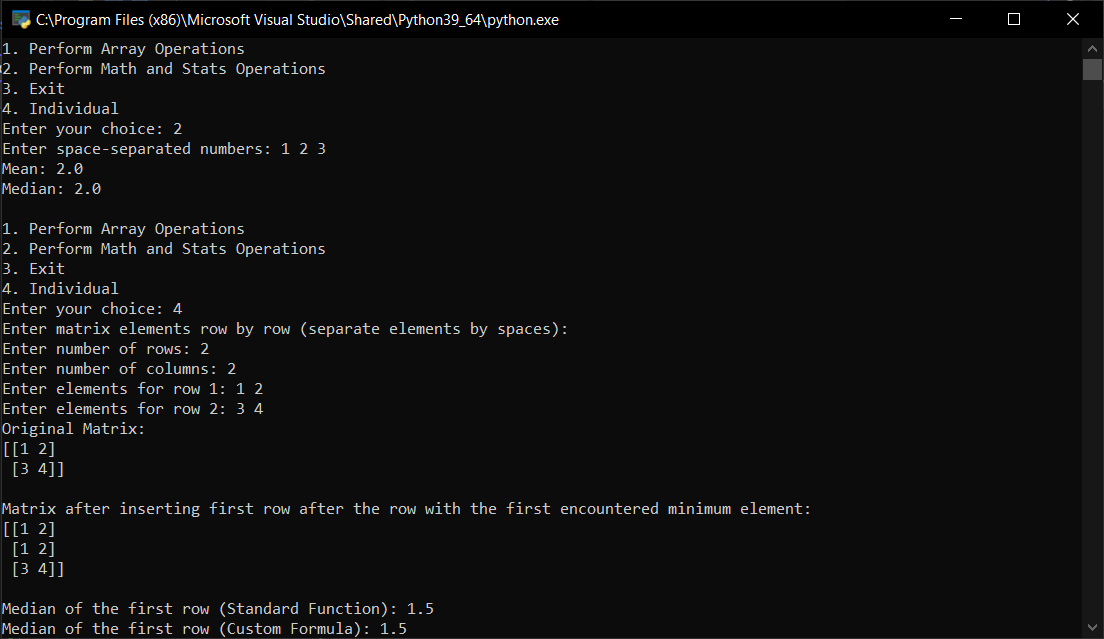 C:\Program Files (x86)\Microsoft Visual Studio\Shared\Python39_64\python.exe
1. Perform Array Operations
2. Perform Math and Stats Operations
3. Exit
4. Individual
Enter your choice: 2
Enter space-separated numbers: 1 2 3
Mean: 2.0
Median: 2.0
1. Perform Array Operations
2. Perform Math and Stats Operations
3. Exit
4. Individual
Enter your choice: 4
Enter matrix elements row by row (separate elements by spaces):
Enter number of rows: 2
Enter number of columns: 2
Enter elements for row 1: 1 2
Enter elements for row 2: 3 4
Original Matrix:
[[1 2]
 [3 4]]
Matrix after inserting first row after the row with the first encountered minimum element:
[[1 2]
 [1 2]
 [3 4]]
Median of the first row (Standard Function): 1.5
Median of the first row (Custom Formula): 1.5